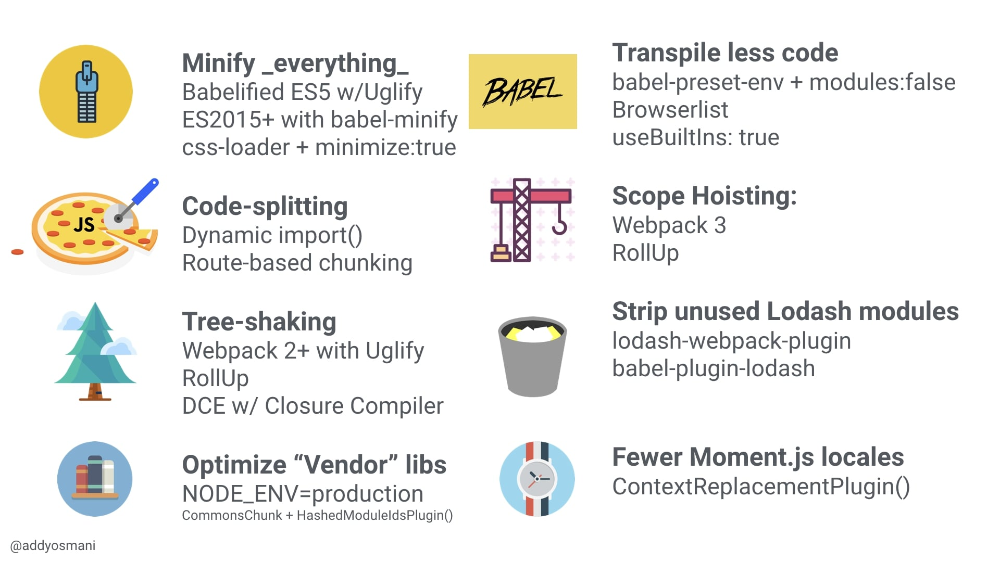 Minify _everything_
Babelified ES5 w/Uglify
ES2015+ with babel-minify
css-loader + minimize:true
BABEL
Transpile less code
babel-preset-env + modules:false
Browserlist
useBuiltIns: true
JS
Code-splitting
Dynamic import()
Route-based chunking
Scope Hoisting:
Webpack 3
RollUp
Tree-shaking
Webpack 2+ with Uglify
RollUp
DCE w/ Closure Compiler
Strip unused Lodash modules
lodash-webpack-plugin
babel-plugin-lodash
Optimize “Vendor” libs
NODE_ENV=production
CommonsChunk + HashedModuleIdsPlugin()
Fewer Moment.js locales
ContextReplacementPlugin()
@addyosmani